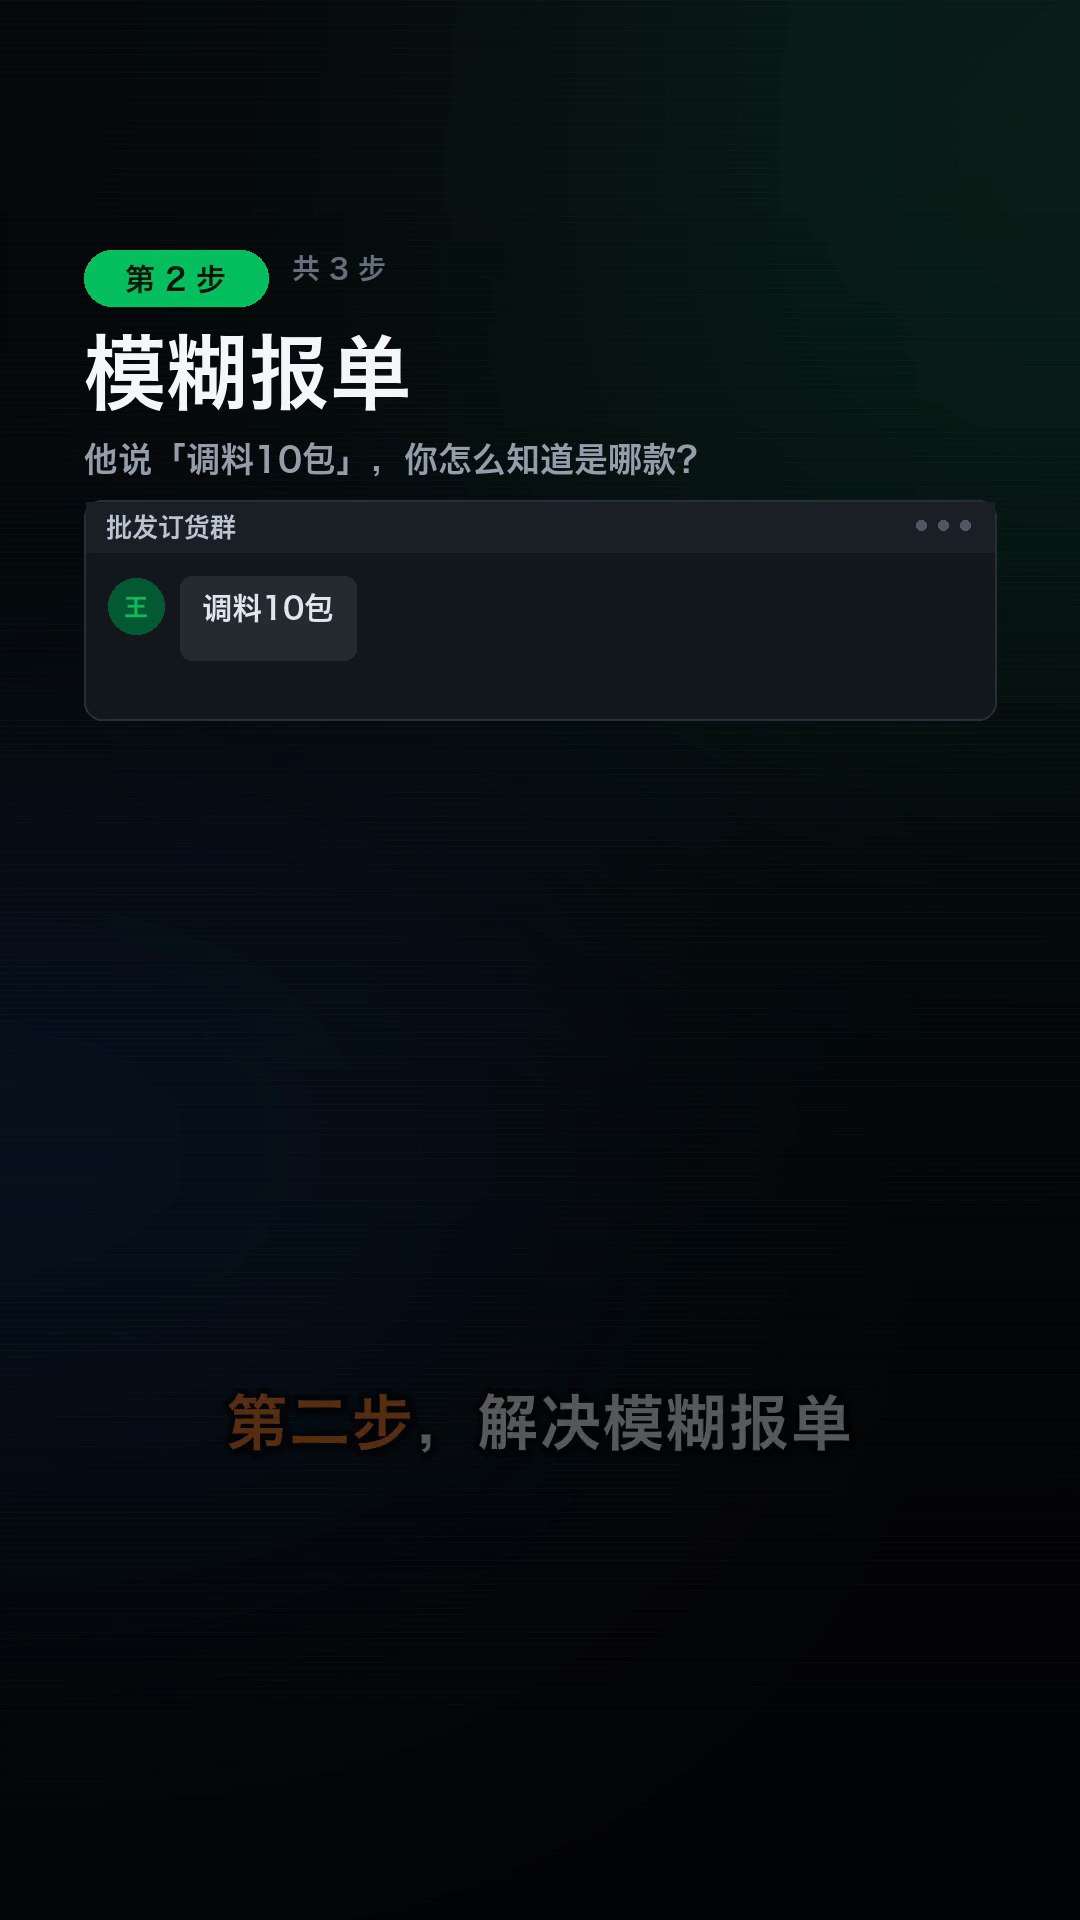 第 2 步
共 3 步
模糊报单
他说「调料10包」，你怎么知道是哪款？
批发订货群
王
调料10包
第二步，解决模糊报单